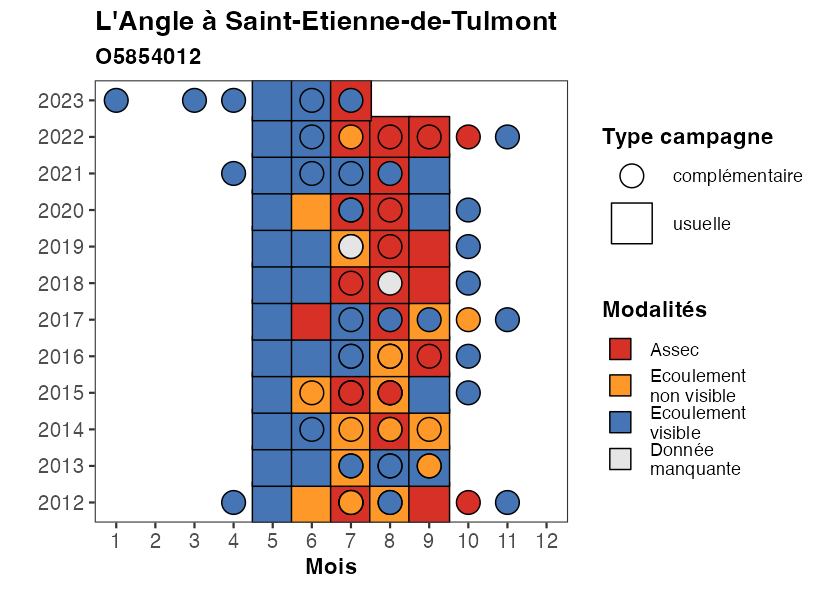 L'Angle à Saint-Etienne-de-Tulmont
O5854012
2023
2022
2021
2020
2019
2018
2017
2016
2015
2014
2013
2012
1 2 3 4 5 6 7 8 9 10 11 12
Mois
Type campagne
complémentaire
usuelle
Modalités
Assec
Ecoulement
non visible
Ecoulement
visible
Donnée
manquante